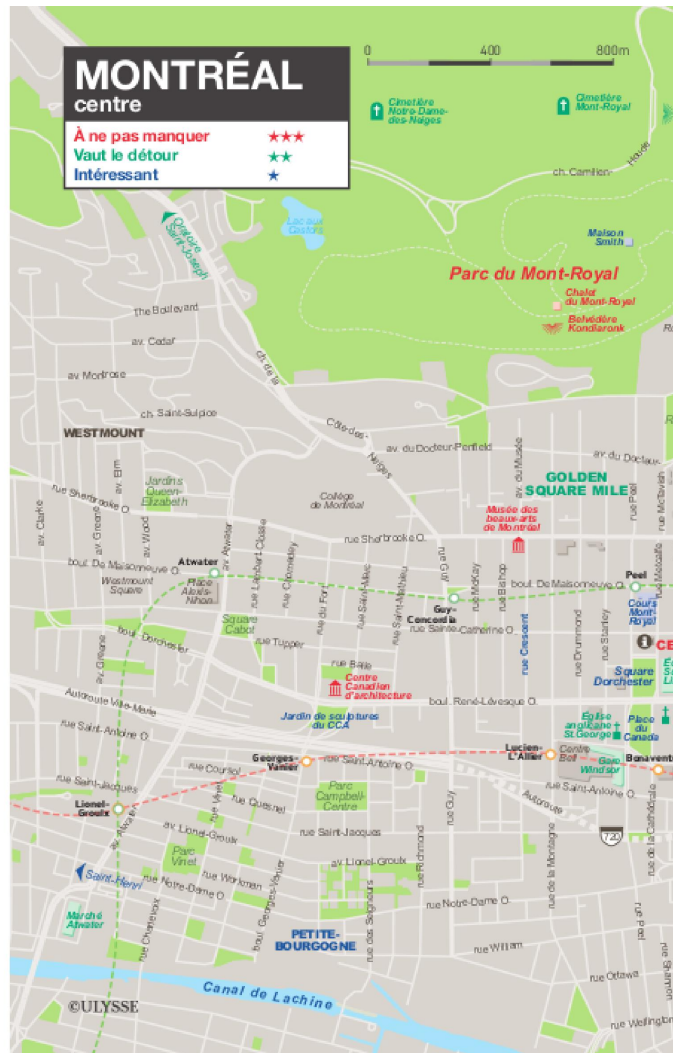 MONTRÉAL
centre
À ne pas manquer ★★★
Vaut le détour ★★
Intéressant ★
0 400 800m
Cimetière
Notre-Dame-
des-Neiges
Cimetière
Mont-Royal
ch. Camillien-
Houde
Oratoire
Saint-Joseph
Lac aux
Castors
Maison
Smith
Parc du Mont-Royal
Chalet
du Mont-Royal
Belvédère
Kondiaronk
The Boulevard
av. Cedar
av. Montrose
ch. de la
Côte-des-
Neiges
ch. Saint-Sulpice
WESTMOUNT
av. du Docteur-Penfield
av. du Docteur-
av. du Musée
GOLDEN
SQUARE MILE
rue Peel
rue McTavish
av. Elm
Jardins
Queen-
Elizabeth
Collège
de Montréal
Musée des
beaux-arts
de Montréal
rue Sherbrooke O.
rue Sherbrooke O.
av. Clarke
av. Greene
av. Wood
av. Atwater
rue Lambert-Closse
rue Chomedey
rue du Fort
rue Saint-Marc
rue Saint-Mathieu
rue Guy
rue McKay
rue Bishop
rue Crescent
rue Drummond
rue Stanley
rue Metcalfe
boul. De Maisonneuve O.
Atwater
Westmount
Square
Place
Alexis-
Nihon
boul. De Maisonneuve O.
Peel
Guy-
Concordia
Cours
Mont-
Royal
Square
Cabot
rue Sainte-Catherine O.
boul. Dorchester
rue Tupper
av. Greene
rue Baile
Centre
Canadien
d'architecture
Square
Dorchester
Autoroute Ville-Marie
boul. René-Lévesque O.
Jardin de sculptures
du CCA
Église
anglicane
St.George
Place
du
Canada
rue Saint-Antoine O.
Georges-
Vanier
rue Saint-Antoine O.
Lucien-
L'Allier
Centre
Bell
Gare
Windsor
Bonaventure
rue Saint-Antoine O.
rue Coursol
rue Saint-Jacques
Parc
Campbell-
Centre
rue Vinet
rue Quesnel
Autoroute
720
Lionel-
Groulx
av. Atwater
av. Lionel-Groulx
rue Saint-Jacques
rue Guy
Parc
Vinet
rue Workman
av. Lionel-Groulx
rue Richmond
rue de la Montagne
rue de la Cathédrale
Saint-Henri
rue Notre-Dame O.
boul. Georges-Vanier
rue des Seigneurs
rue Notre-Dame O.
Marché
Atwater
rue Charlevoix
PETITE-
BOURGOGNE
rue William
rue Peel
rue Ottawa
rue Shannon
Canal de Lachine
rue Wellington
©ULYSSE